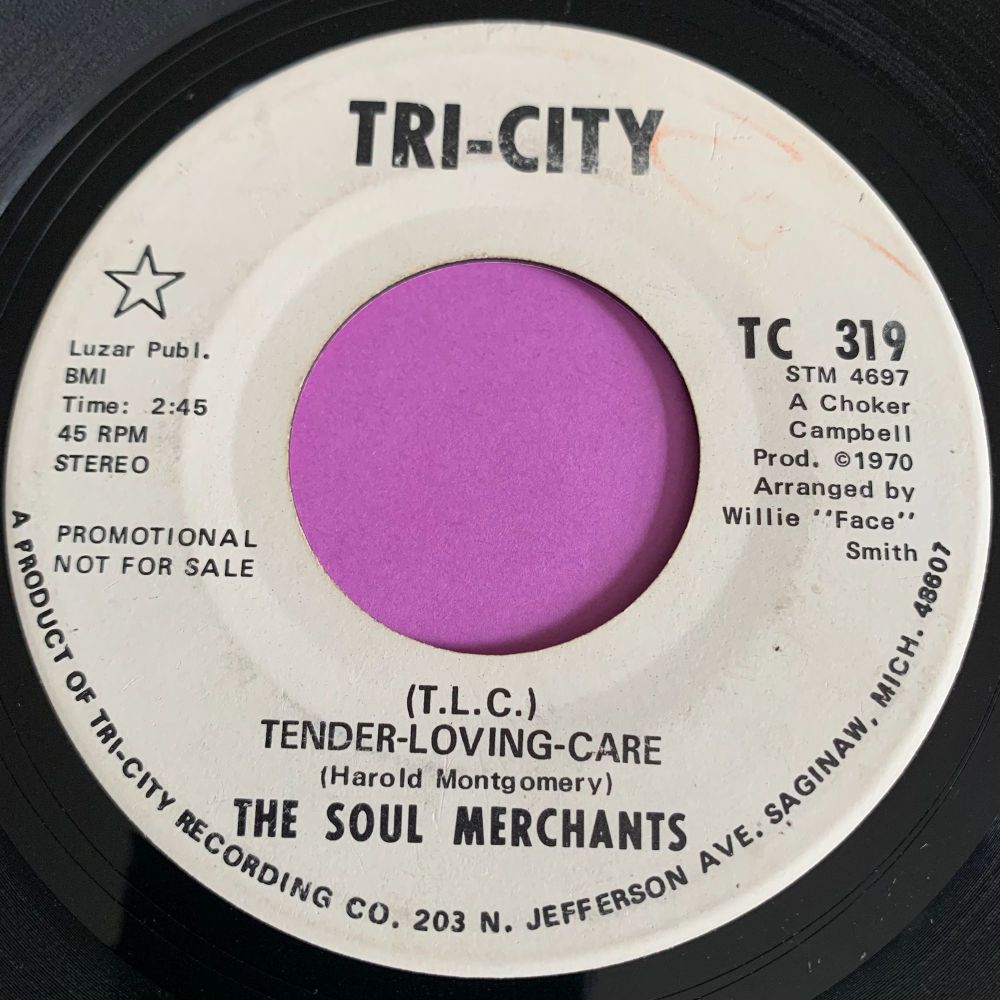 TRI-CITY
Luzar Publ.
BMI
Time: 2:45
45 RPM
STEREO
PROMOTIONAL
NOT FOR SALE
TC 319
STM 4697
A Choker
Campbell
Prod. ©1970
Arranged by
Willie "Face"
Smith
(T.L.C.)
TENDER-LOVING-CARE
(Harold Montgomery)
THE SOUL MERCHANTS
A PRODUCT OF TRI-CITY RECORDING CO. 203 N. JEFFERSON AVE. SAGINAW, MICH. 48607